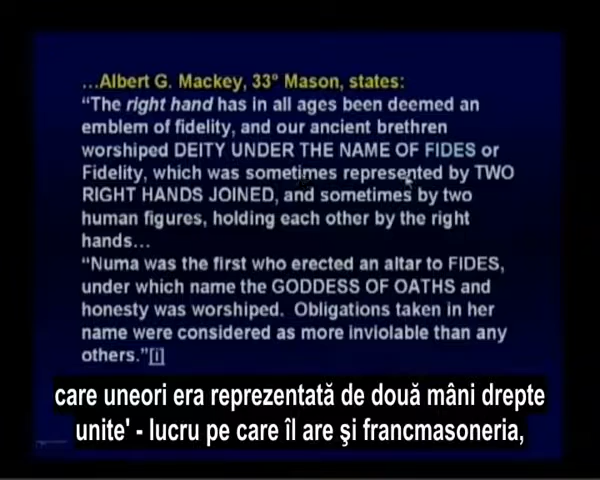 ...Albert G. Mackey, 33° Mason, states:
“The right hand has in all ages been deemed an
emblem of fidelity, and our ancient brethren
worshiped DEITY UNDER THE NAME OF FIDES or
Fidelity, which was sometimes represented by TWO
RIGHT HANDS JOINED, and sometimes by two
human figures, holding each other by the right
hands...
“Numa was the first who erected an altar to FIDES,
under which name the GODDESS OF OATHS and
honesty was worshiped.  Obligations taken in her
name were considered as more inviolable than any
others.”[i]
care uneori era reprezentată de două mâni drepte
unite' - lucru pe care îl are şi francmasoneria,